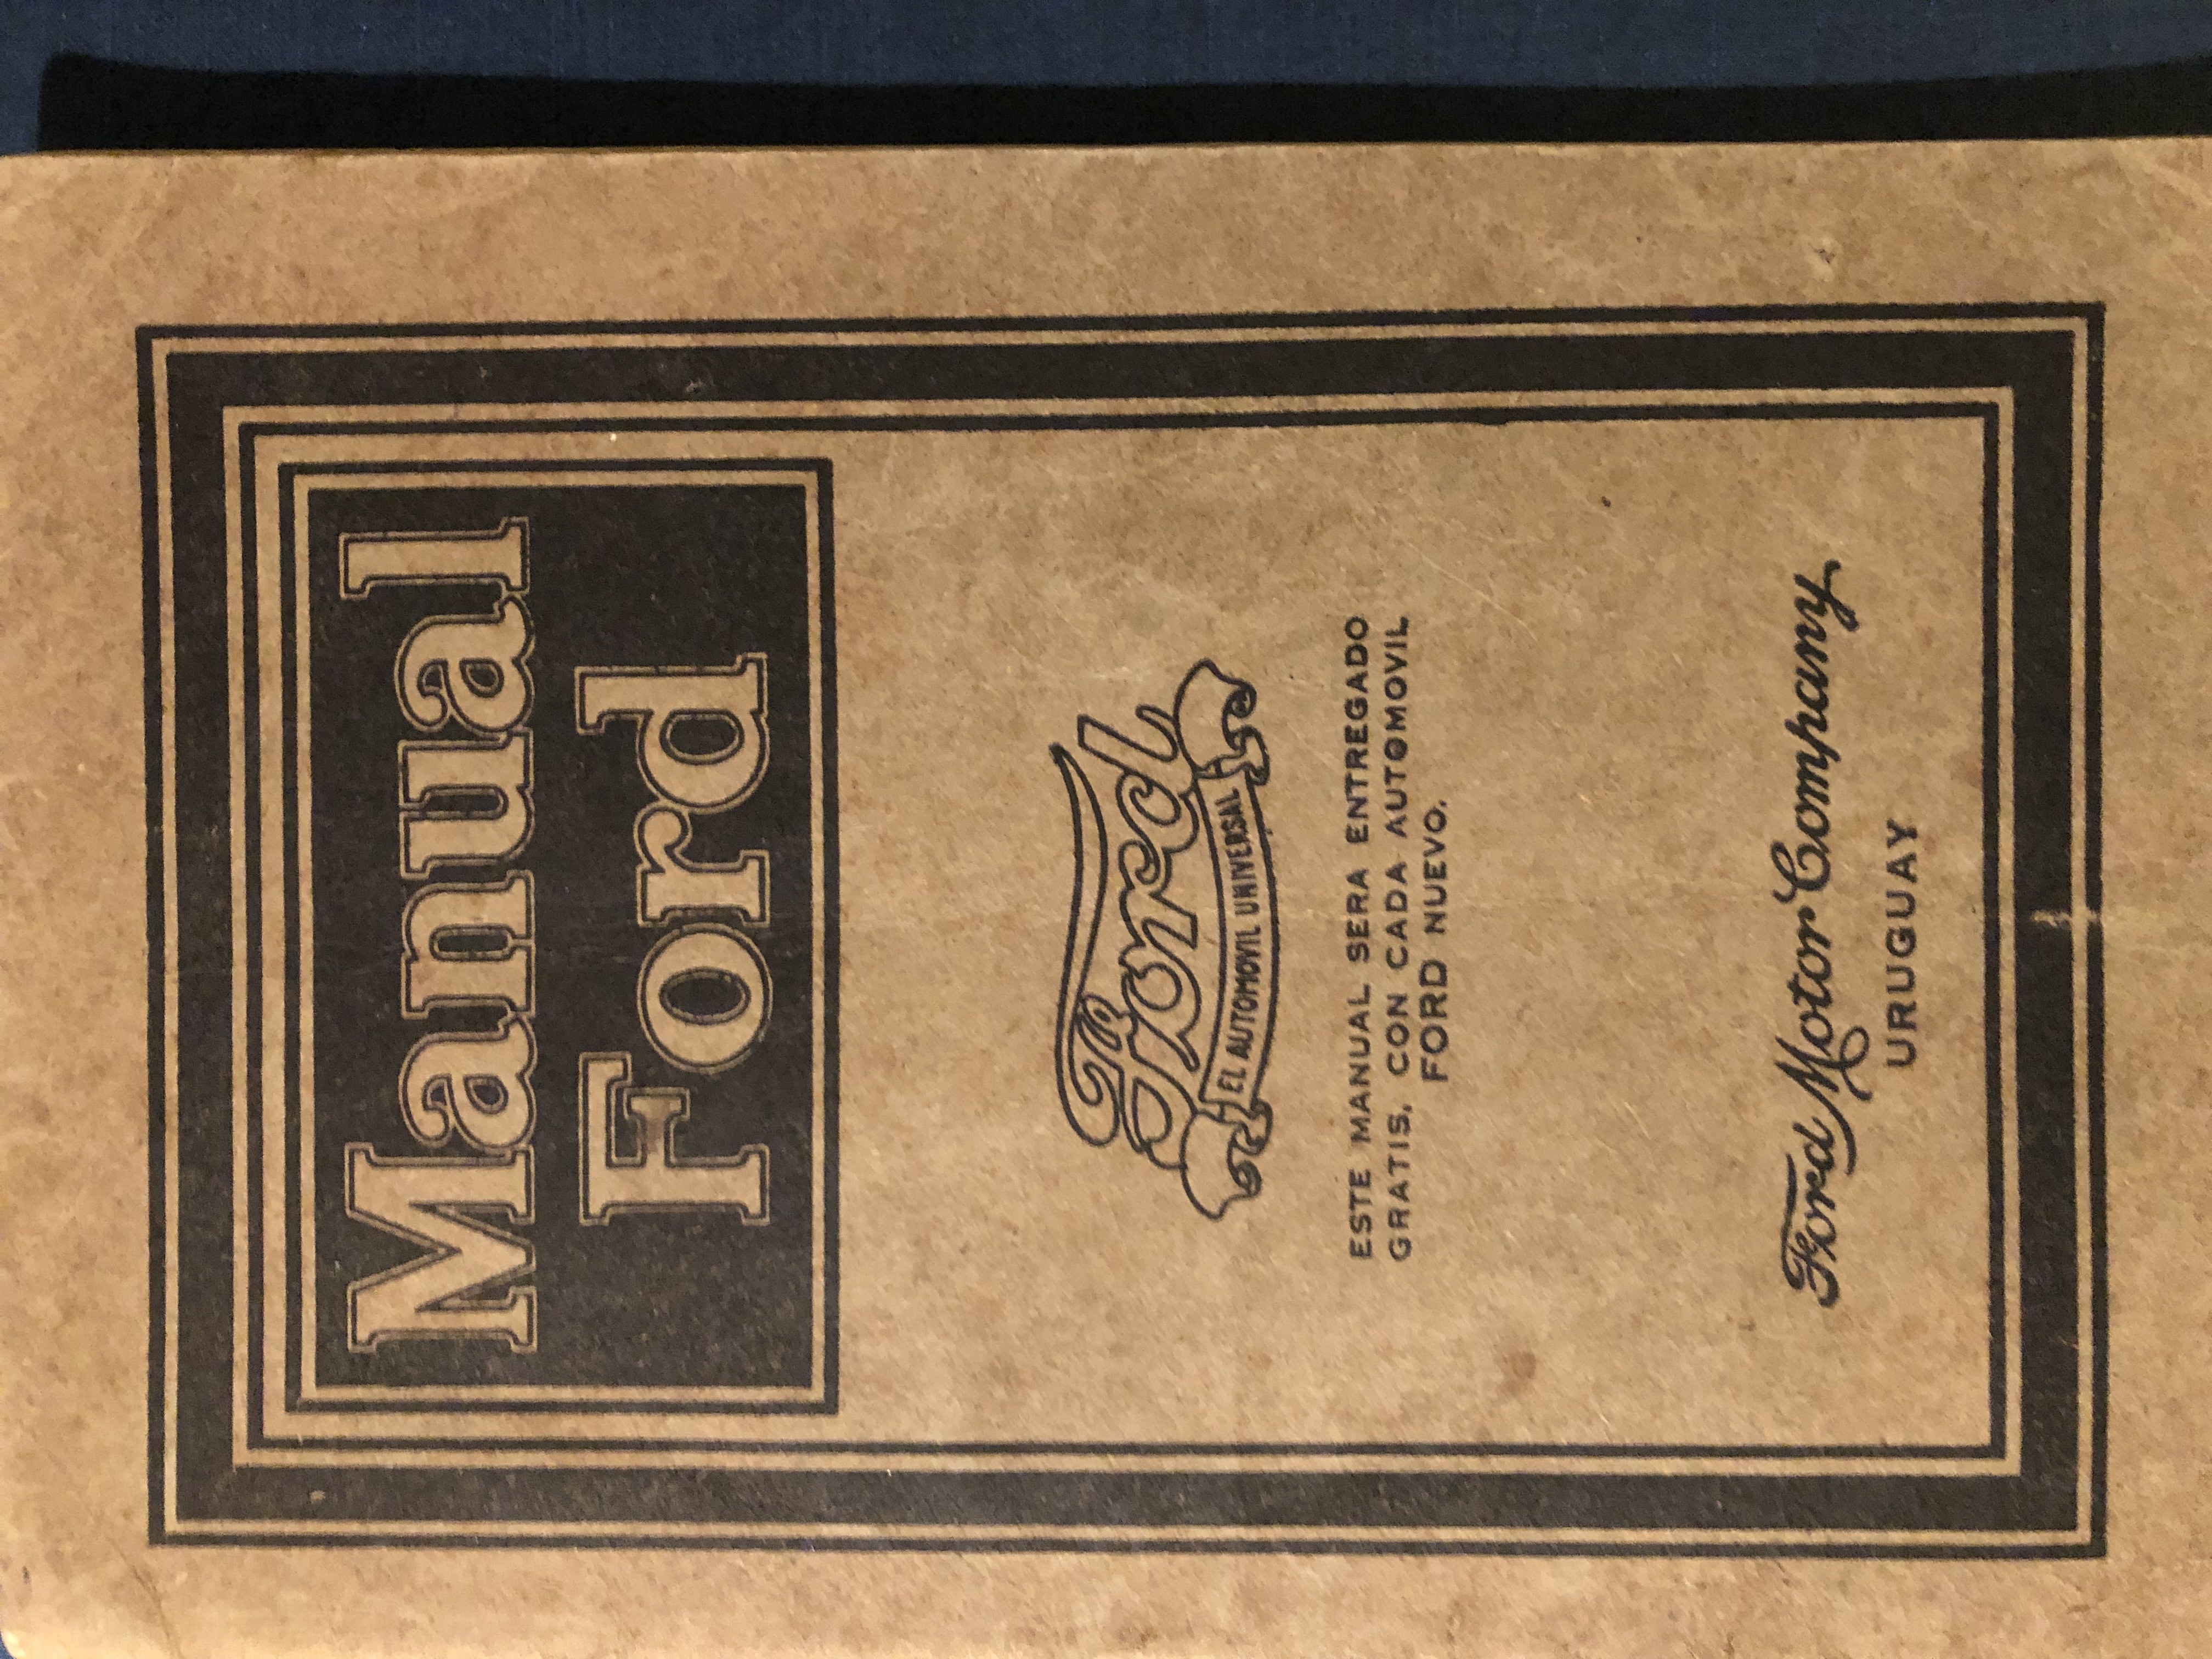 Manual
Ford
Ford
EL AUTOMOVIL UNIVERSAL
ESTE MANUAL SERA ENTREGADO
GRATIS, CON CADA AUTOMOVIL
FORD NUEVO.
Ford Motor Company
URUGUAY